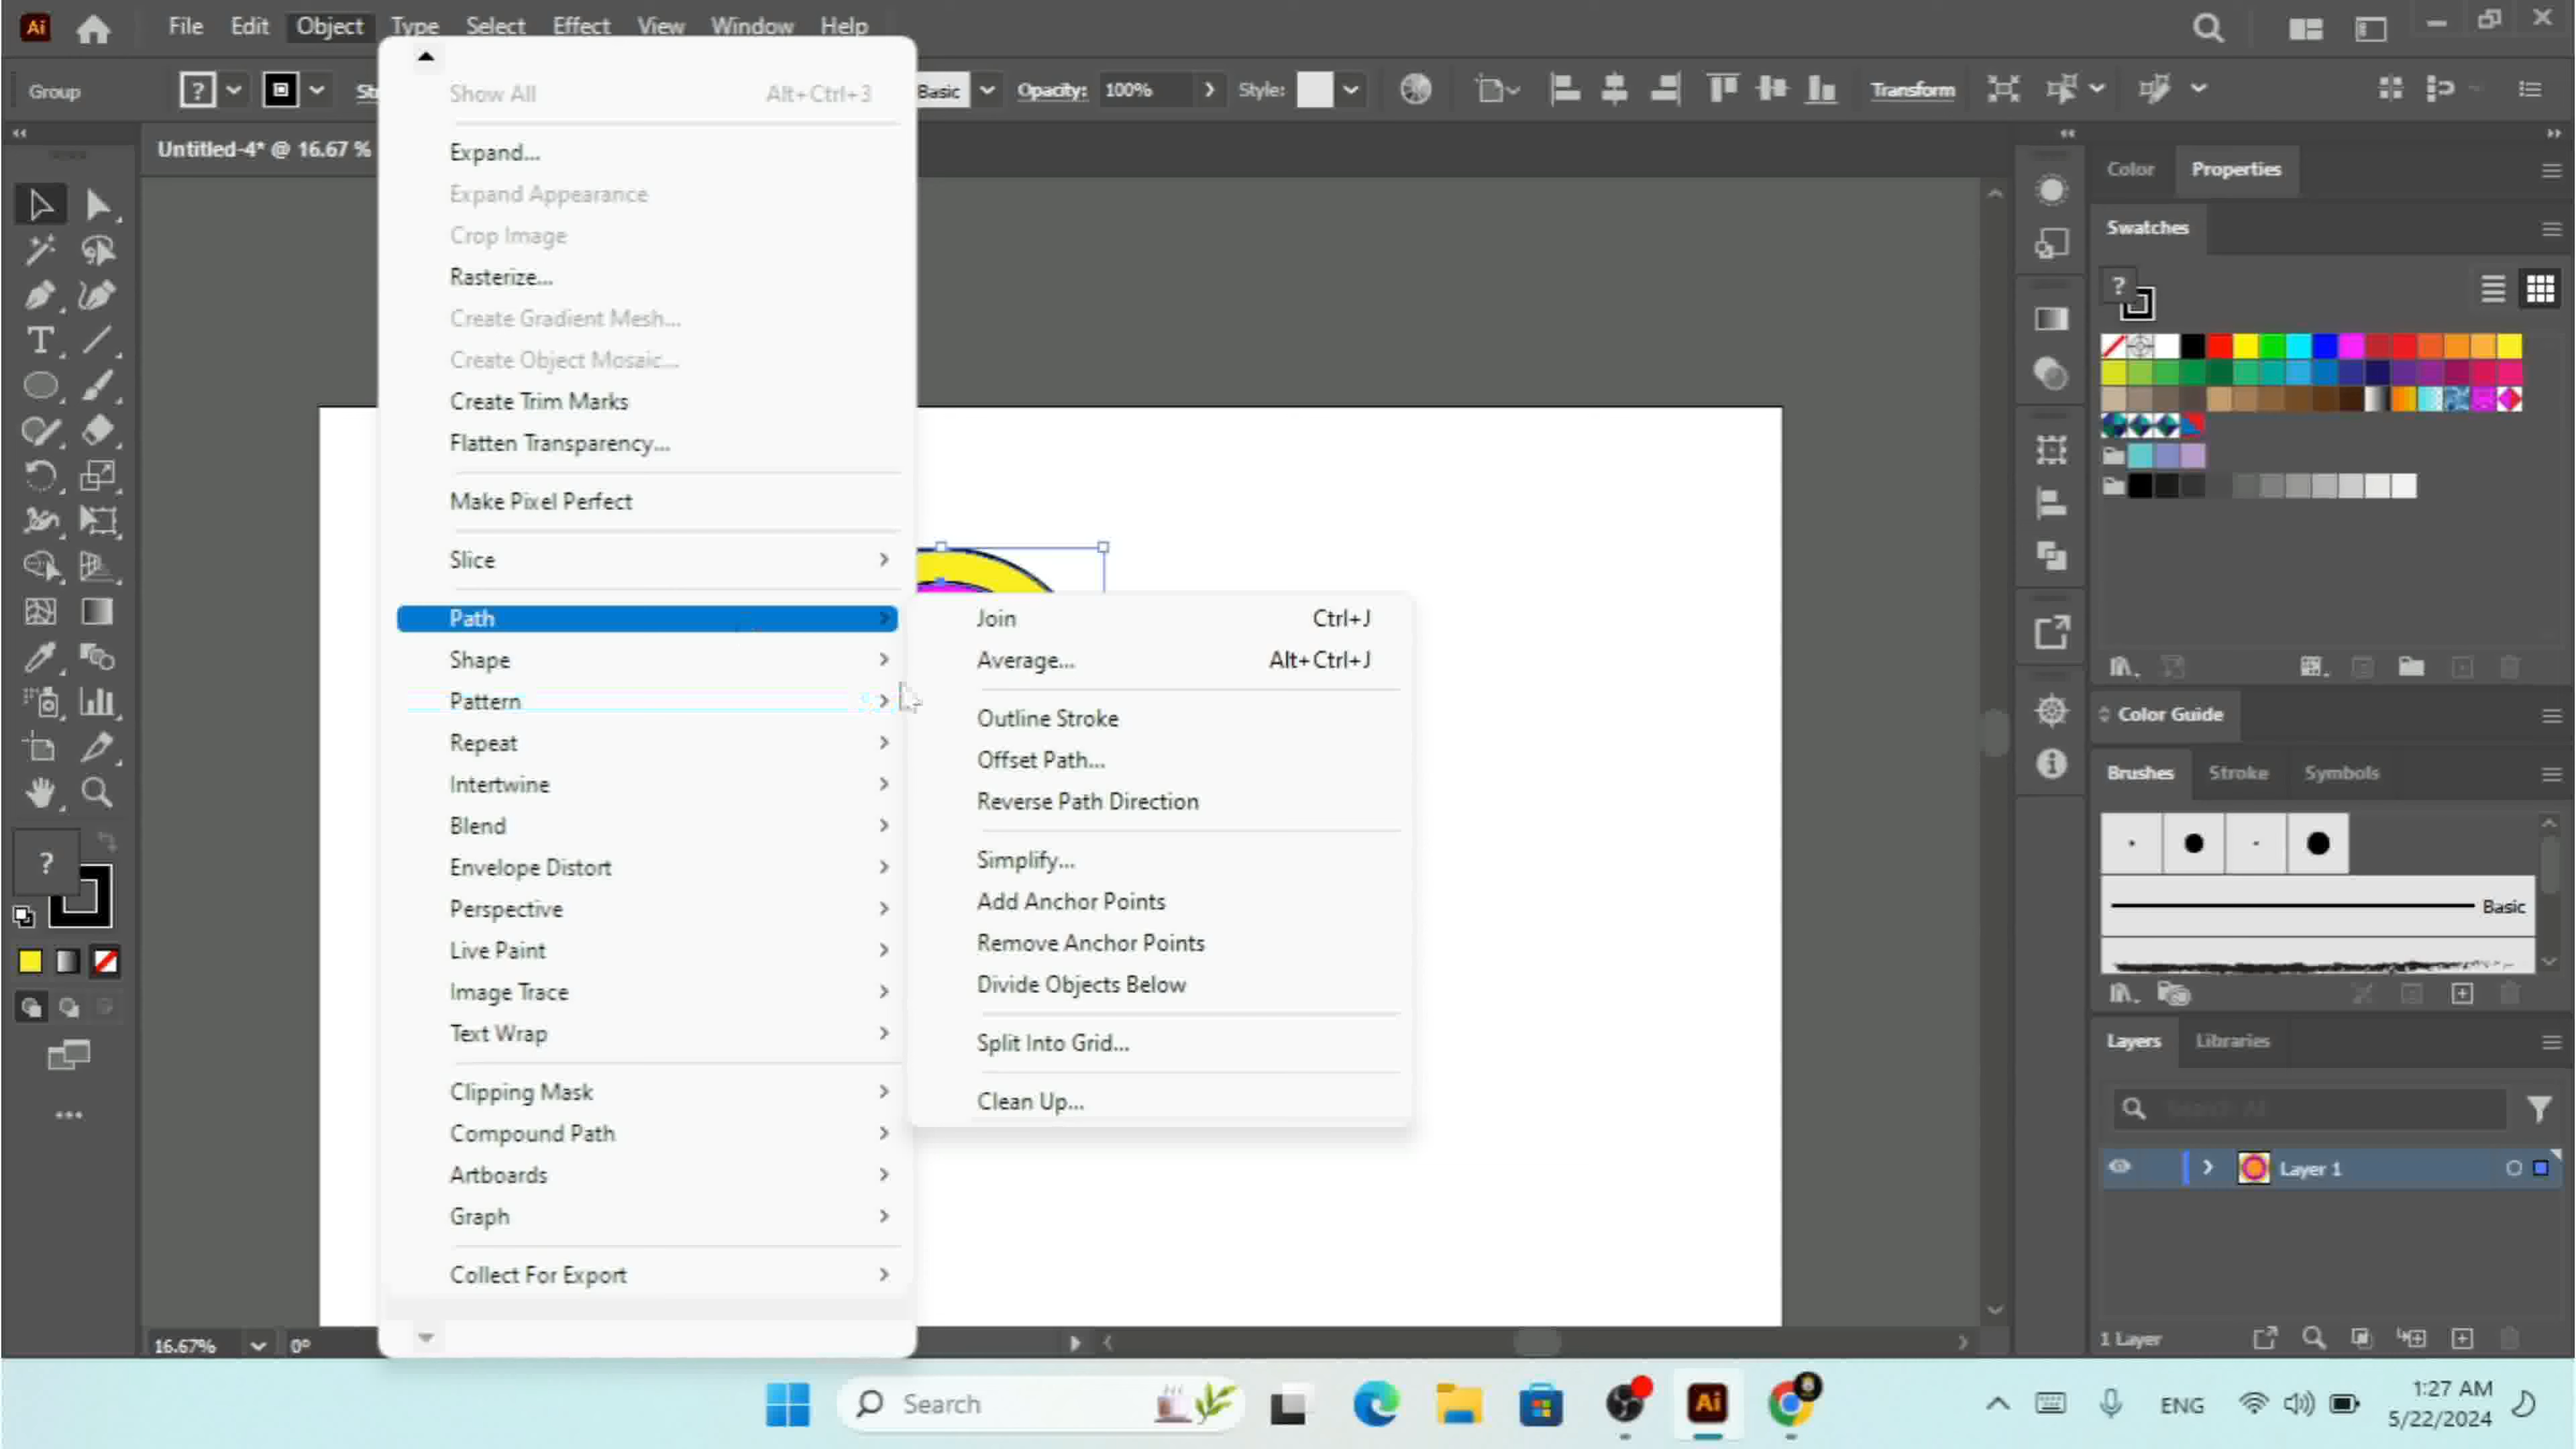 Ai File Edit Object Type Select Effect View Window Help
Group ? Basic Opacity: 100% Style: Transform
Untitled-4* @ 16.67 %
Show All Alt+Ctrl+3
Expand...
Expand Appearance
Crop Image
Rasterize...
Create Gradient Mesh...
Create Object Mosaic...
Create Trim Marks
Flatten Transparency...
Make Pixel Perfect
Slice
Path
Shape
Pattern
Repeat
Intertwine
Blend
Envelope Distort
Perspective
Live Paint
Image Trace
Text Wrap
Clipping Mask
Compound Path
Artboards
Graph
Collect For Export
Join Ctrl+J
Average... Alt+Ctrl+J
Outline Stroke
Offset Path...
Reverse Path Direction
Simplify...
Add Anchor Points
Remove Anchor Points
Divide Objects Below
Split Into Grid...
Clean Up...
Color Properties
Swatches
?
Color Guide
Brushes Stroke Symbols
Basic
Layers Libraries
Search All
Layer 1
1 Layer
?
16.67% 0°
Search
Ai
ENG
1:27 AM
5/22/2024